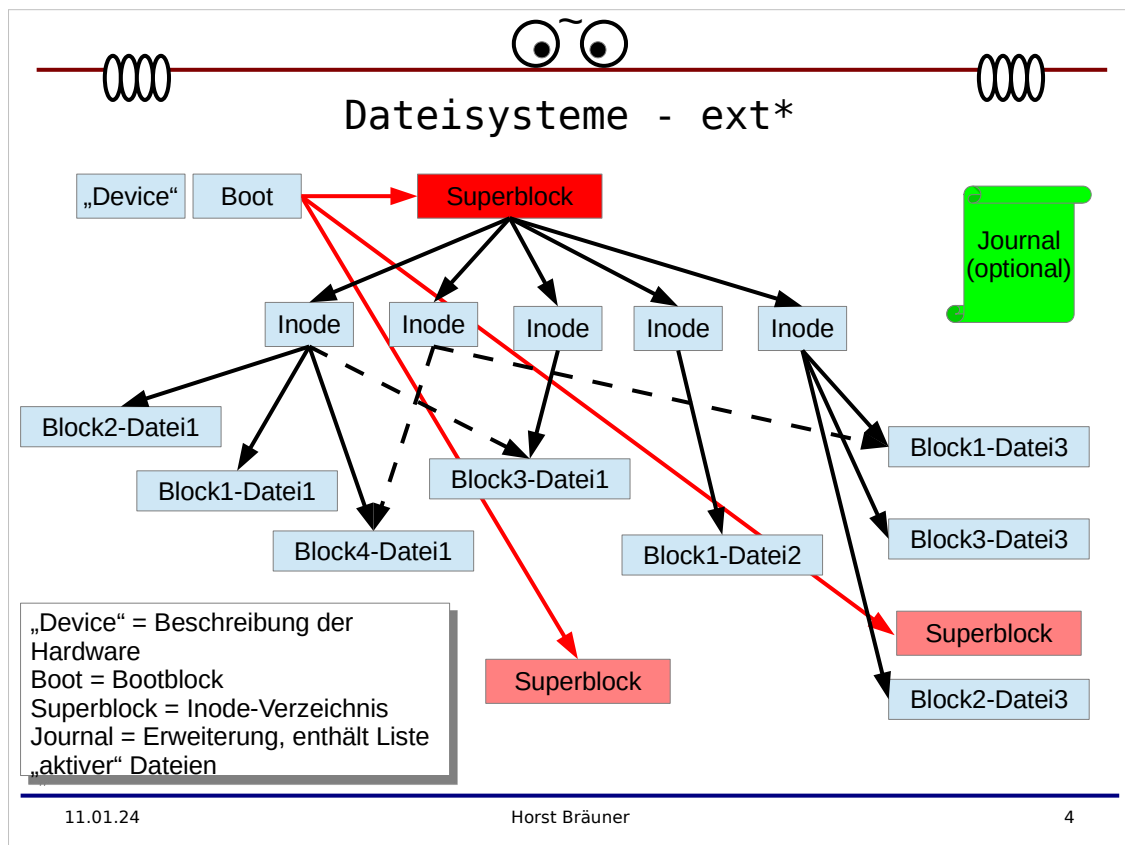 Dateisysteme - ext*
„Device“
Boot
Superblock
Journal
(optional)
Inode
Inode
Inode
Inode
Inode
Block2-Datei1
Block1-Datei1
Block4-Datei1
Block3-Datei1
Block1-Datei2
Block1-Datei3
Block3-Datei3
Superblock
Block2-Datei3
Superblock
„Device“ = Beschreibung der
Hardware
Boot = Bootblock
Superblock = Inode-Verzeichnis
Journal = Erweiterung, enthält Liste
„aktiver“ Dateien
11.01.24
Horst Bräuner
4